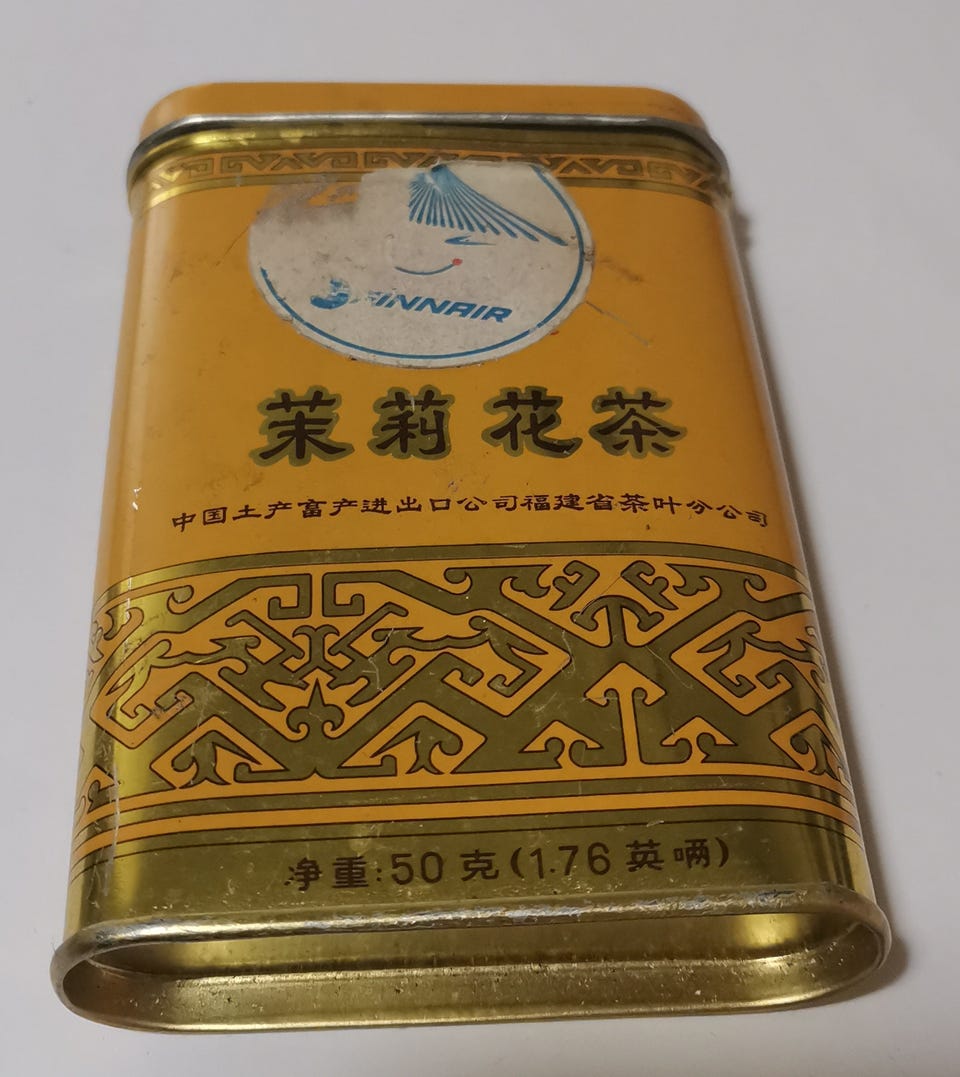 FINNAIR
茉莉花茶
中国土产畜产进出口公司福建省茶叶分公司
净重:50克(1.76英啢)